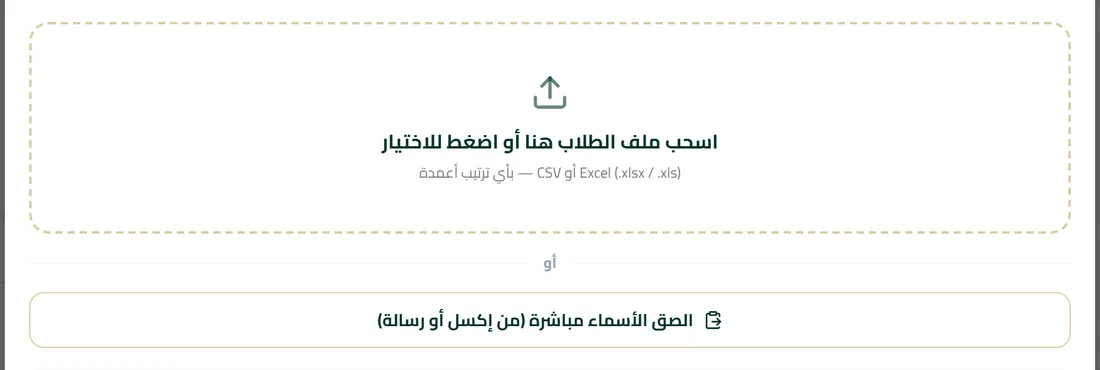 اسحب ملف الطلاب هنا أو اضغط للاختيار
Excel (.xlsx / .xls) أو CSV — بأي ترتيب أعمدة
أو
الصق الأسماء مباشرة (من إكسل أو رسالة)